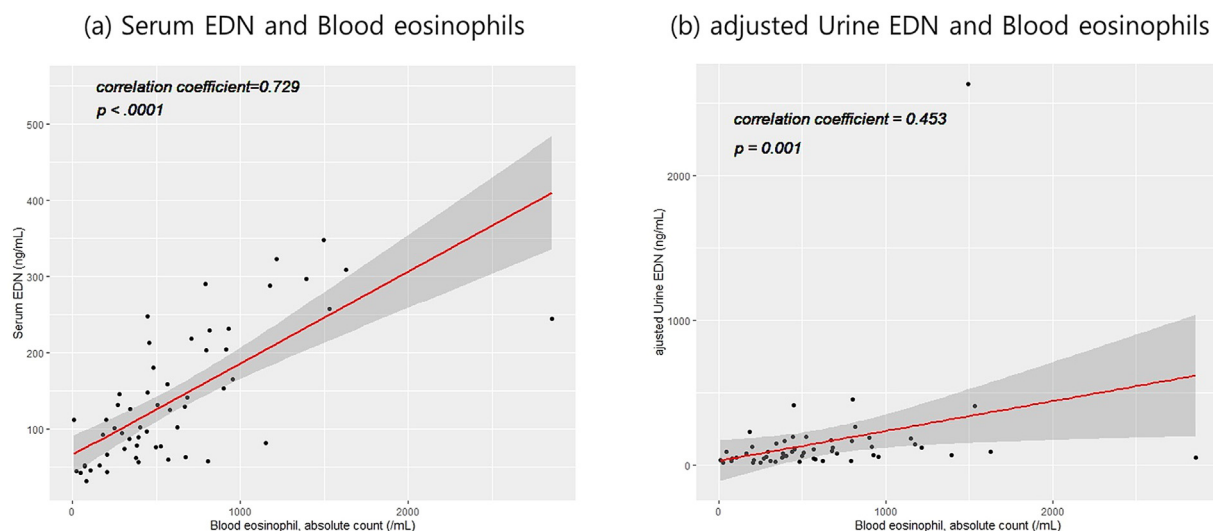 (a) Serum EDN and Blood eosinophils
correlation coefficient=0.729
p < .0001
500
400
300
200
100
Serum EDN (ng/mL)
0
1000
2000
Blood eosinophil, absolute count (/mL)
(b) adjusted Urine EDN and Blood eosinophils
correlation coefficient = 0.453
p = 0.001
2000
1000
0
ajusted Urine EDN (ng/mL)
0
1000
2000
Blood eosinophil, absolute count (/mL)